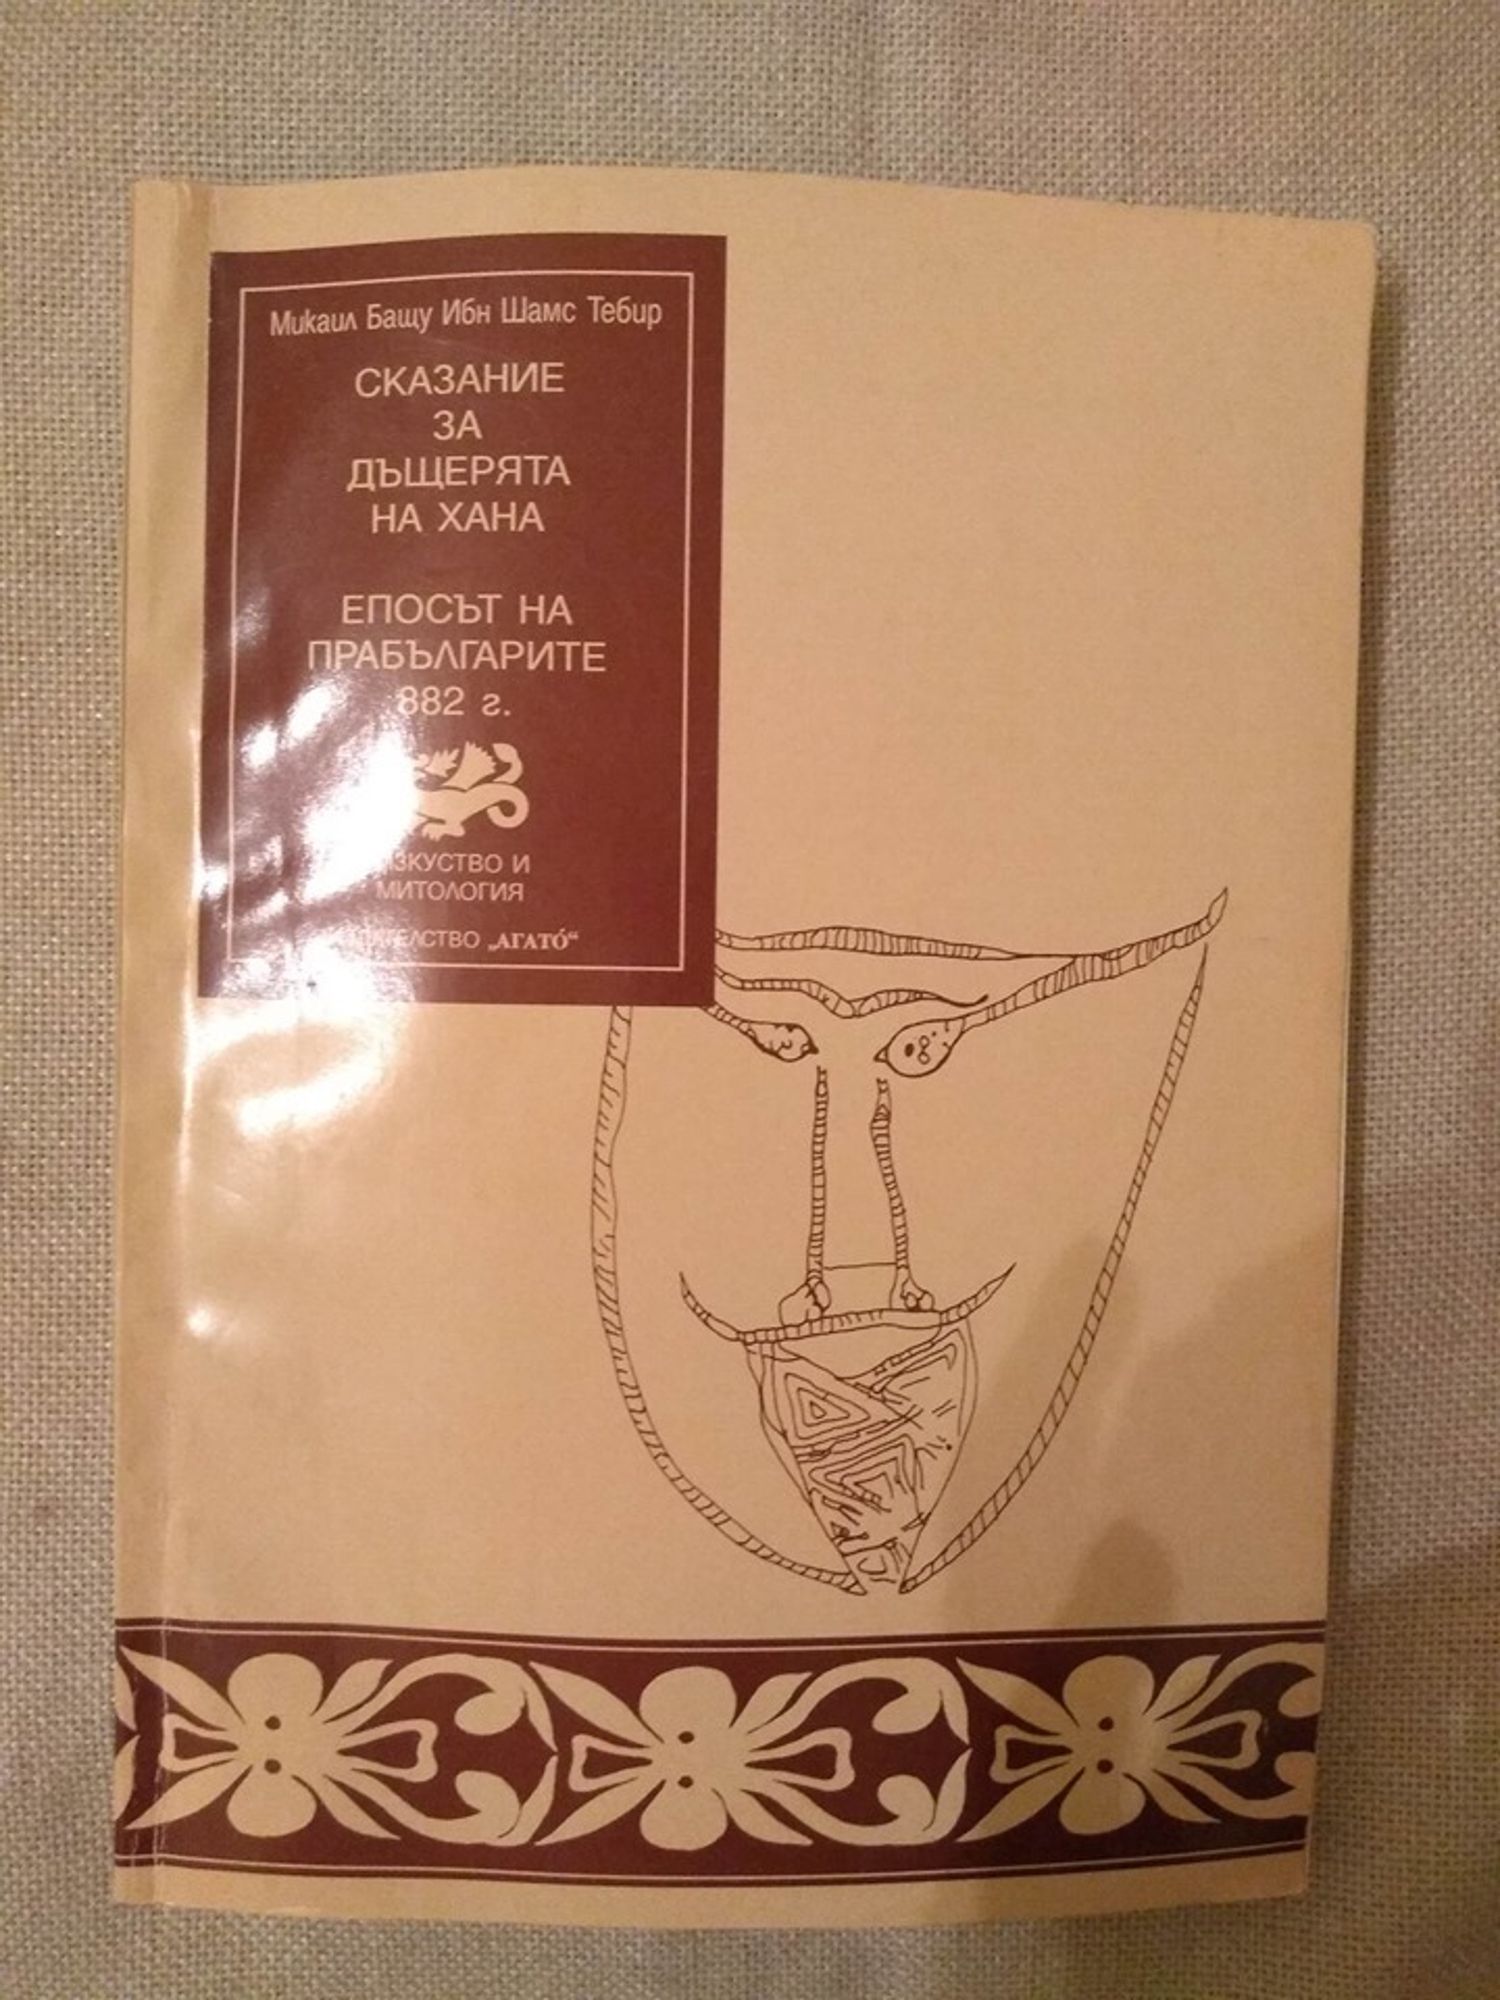 Микаил Бащу Ибн Шамс Тебир
СКАЗАНИЕ
ЗА
ДЪЩЕРЯТА
НА ХАНА
ЕПОСЪТ НА
ПРАБЪЛГАРИТЕ
882 г.
ИЗКУСТВО И
МИТОЛОГИЯ
„АГАТО́“